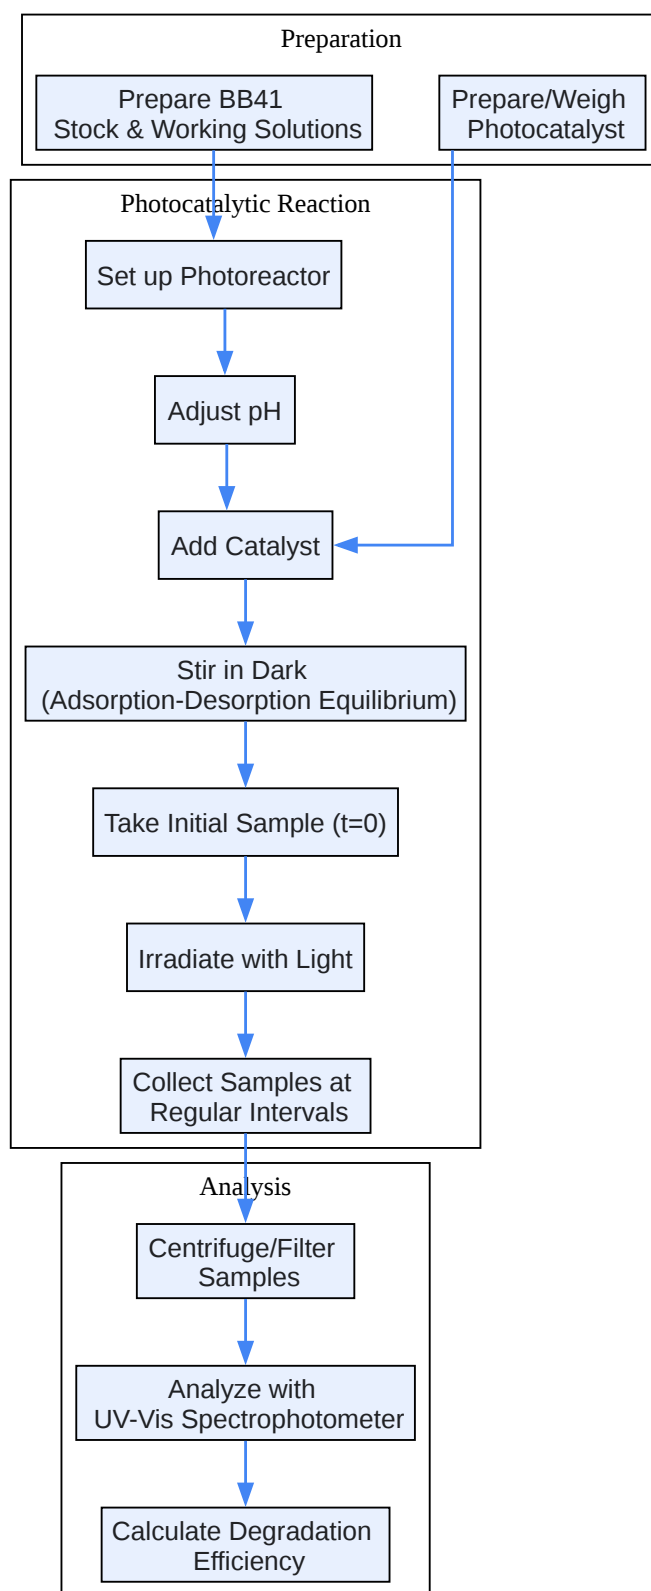 Preparation
Prepare BB41
Stock & Working Solutions
Prepare/Weigh
Photocatalyst
Photocatalytic Reaction
Set up Photoreactor
Adjust pH
Add Catalyst
Stir in Dark
(Adsorption-Desorption Equilibrium)
Take Initial Sample (t=0)
Irradiate with Light
Collect Samples at
Regular Intervals
Analysis
Centrifuge/Filter
Samples
Analyze with
UV-Vis Spectrophotometer
Calculate Degradation
Efficiency